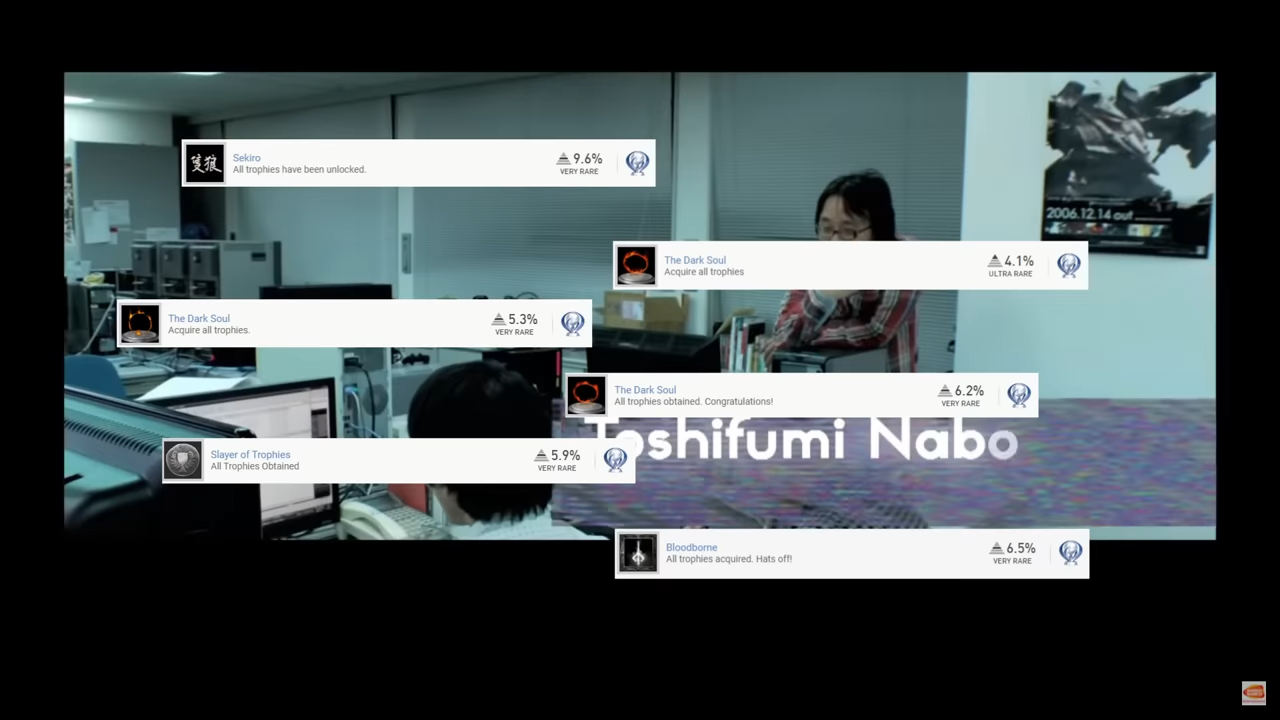 隻狼
Sekiro
All trophies have been unlocked.
9.6%
VERY RARE
2006.12.14 out
The Dark Soul
Acquire all trophies
4.1%
ULTRA RARE
The Dark Soul
Acquire all trophies.
5.3%
VERY RARE
The Dark Soul
All trophies obtained. Congratulations!
6.2%
VERY RARE
Toshifumi Nabo
Slayer of Trophies
All Trophies Obtained
5.9%
VERY RARE
Bloodborne
All trophies acquired. Hats off!
6.5%
VERY RARE